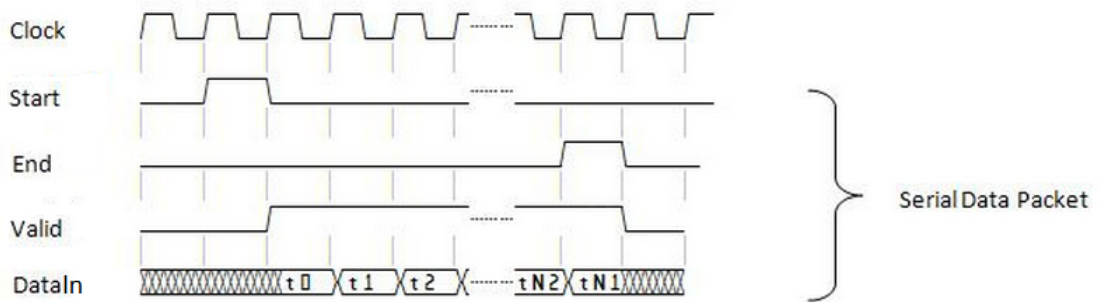 Clock
Start
End
Valid
DataIn
t0 t1 t2 tN2 tN1
Serial Data Packet